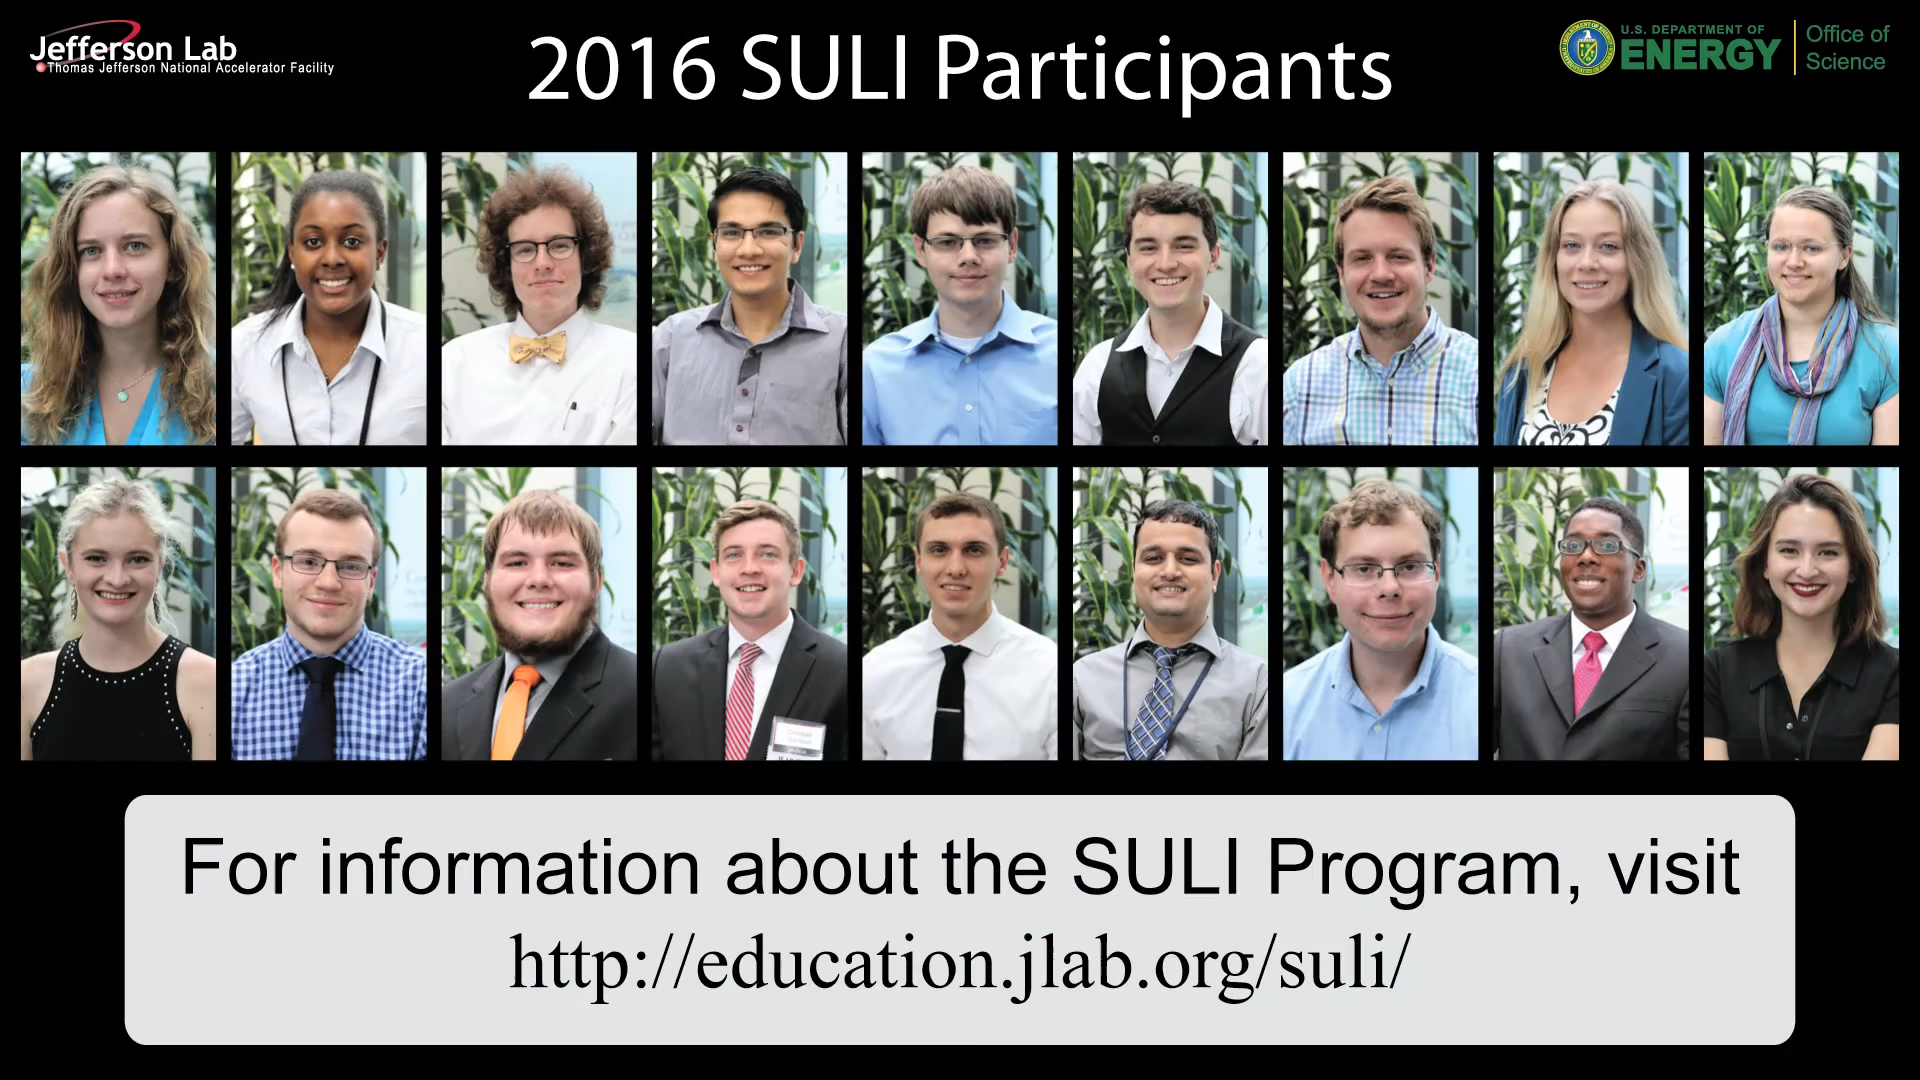 Jefferson Lab
Thomas Jefferson National Accelerator Facility
2016 SULI Participants
U.S. DEPARTMENT OF
ENERGY
Office of
Science
For information about the SULI Program, visit
http://education.jlab.org/suli/